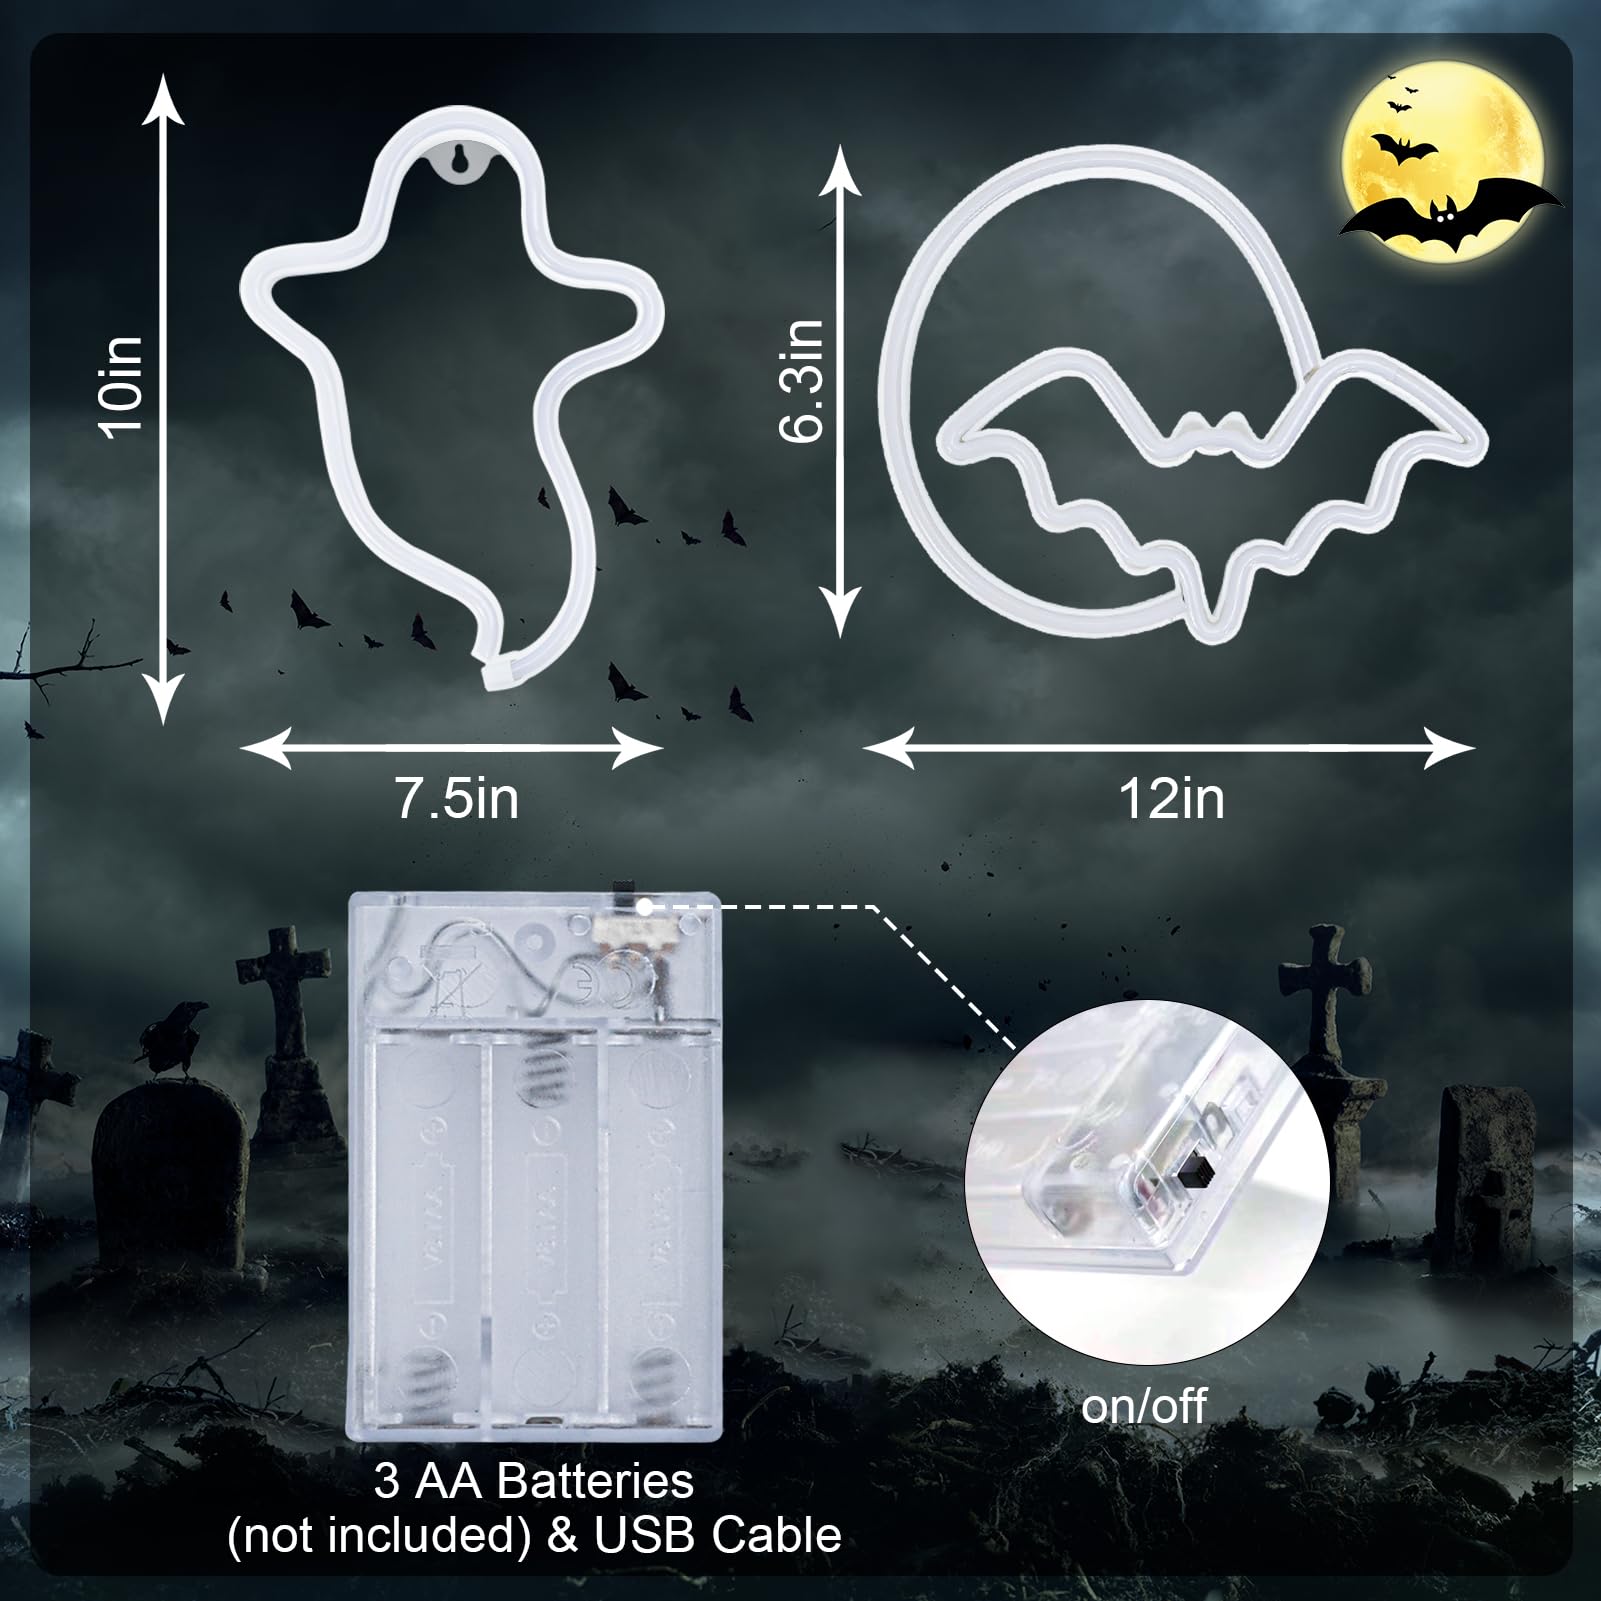 10in
6.3in
7.5in
12in
on/off
3 AA Batteries
(not included) & USB Cable